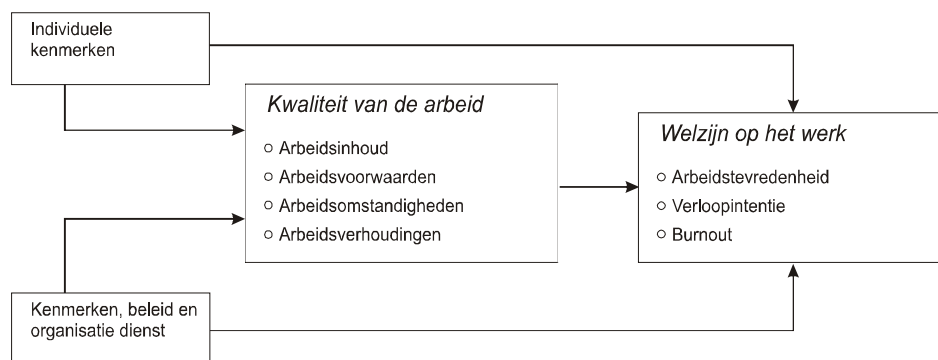 Individuele
kenmerken
Kwaliteit van de arbeid
Arbeidsinhoud
Arbeidsvoorwaarden
Arbeidsomstandigheden
Arbeidsverhoudingen
Welzijn op het werk
Arbeidstevredenheid
Verloopintentie
Burnout
Kenmerken, beleid en
organisatie dienst